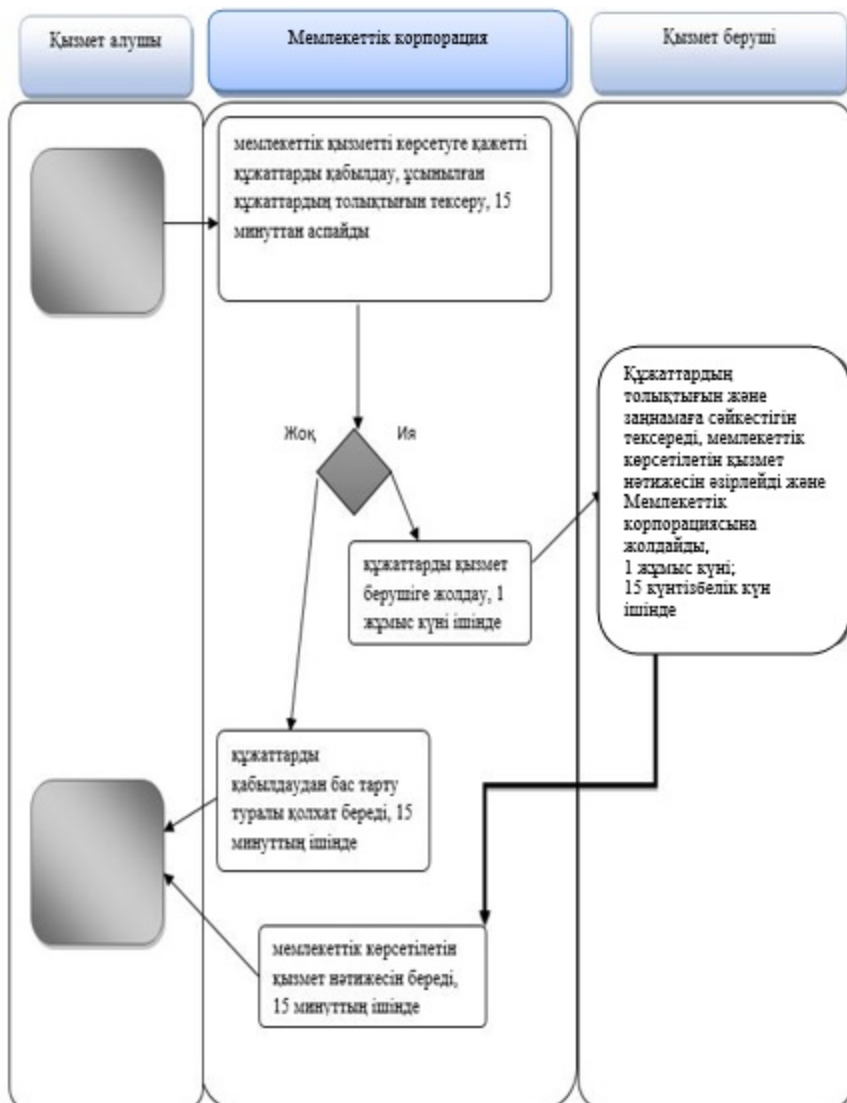 Қызмет алушы
Мемлекеттік корпорация
Қызмет беруші
мемлекеттік қызметті көрсетуге қажетті
құжаттарды қабылдау, ұсынылған
құжаттардың толықтығын тексеру, 15
минуттан аспайды
Жоқ
Ия
құжаттарды қызмет
берушіге жолдау, 1
жұмыс күні ішінде
Құжаттардың
толықтығын және
заңнамаға сәйкестігін
тексереді, мемлекеттік
көрсетілетін қызмет
нәтижесін әзірлейді және
Мемлекеттік
корпорациясына
жолдайды,
1 жұмыс күні;
15 күнтізбелік күн
ішінде
құжаттарды
қабылдаудан бас тарту
туралы қолхат береді, 15
минуттың ішінде
мемлекеттік көрсетілетін
қызмет нәтижесін береді,
15 минуттың ішінде